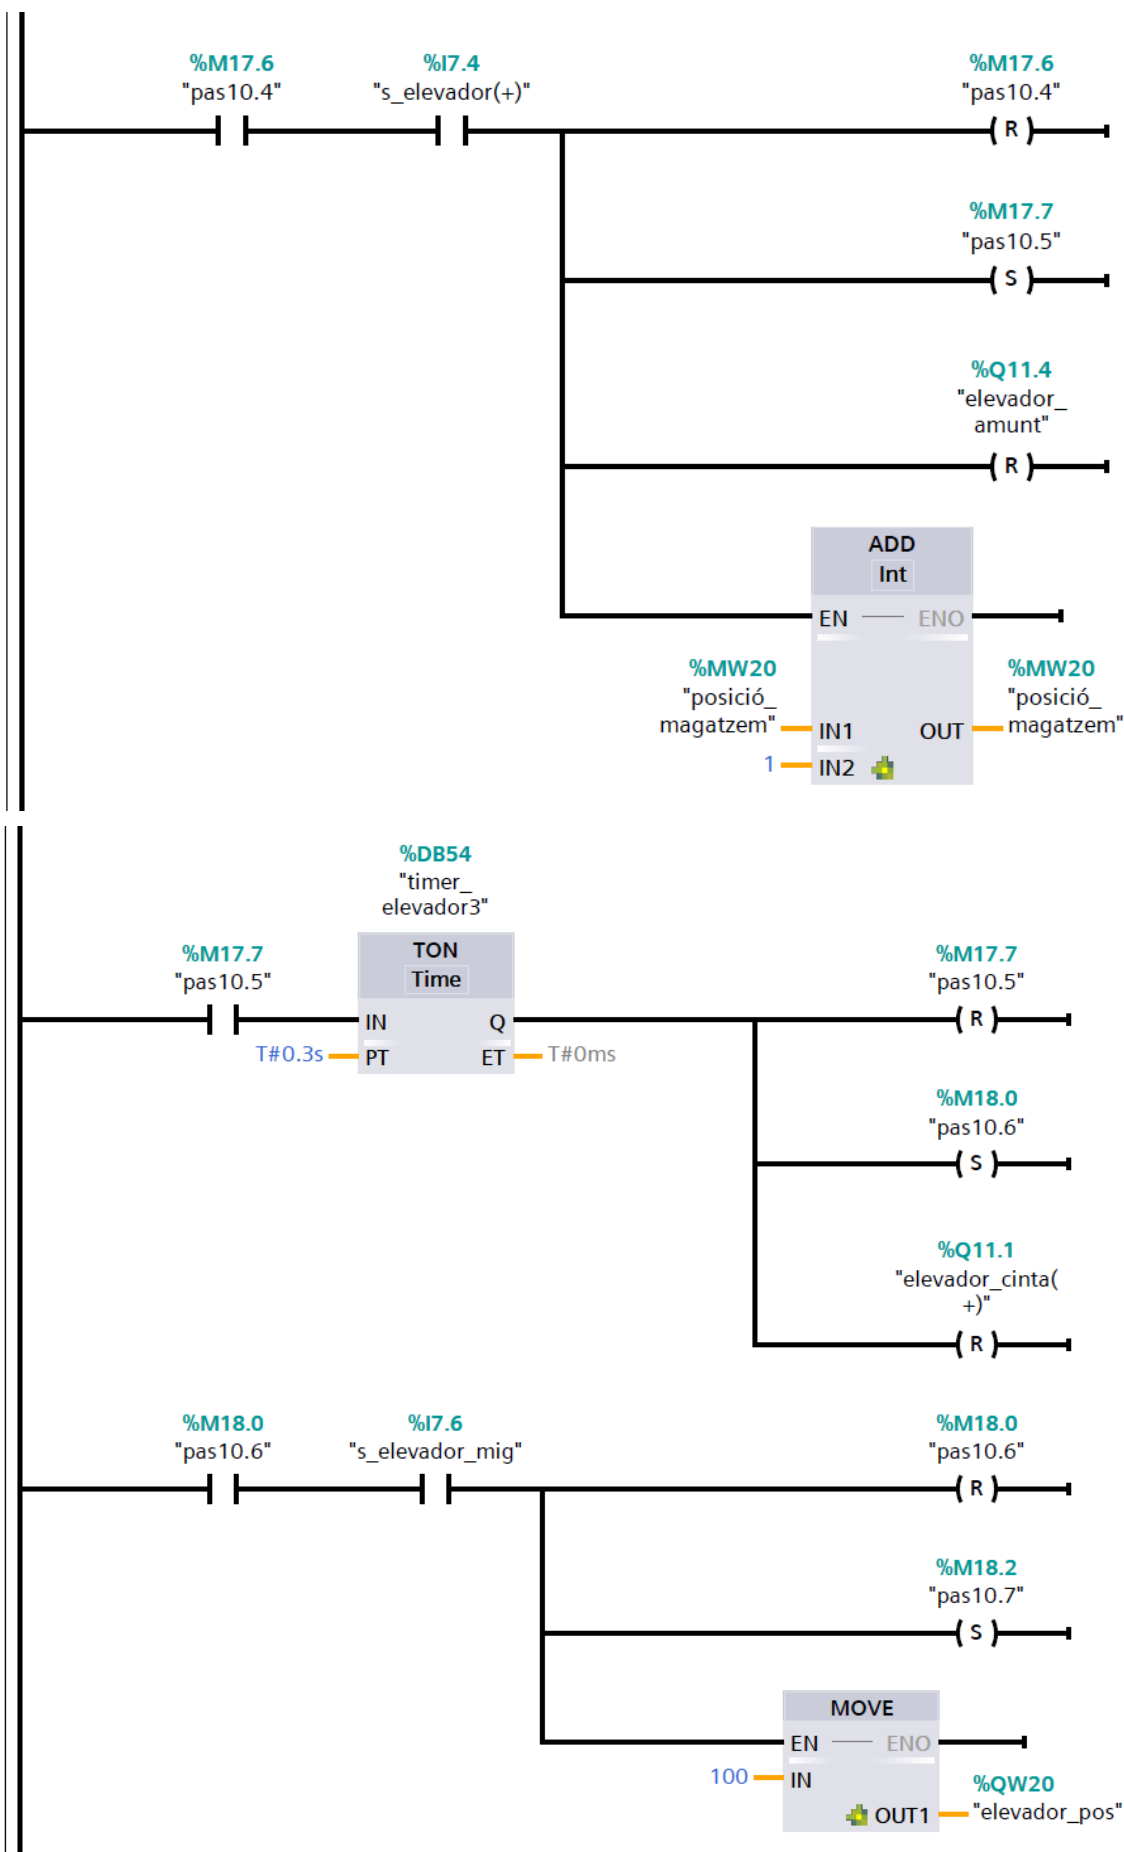 %M17.6
"pas10.4"
%I7.4
"s_elevador(+)"
%M17.6
"pas10.4"
R
%M17.7
"pas10.5"
S
%Q11.4
"elevador_
amunt"
R
ADD
Int
EN
ENO
%MW20
"posició_
magatzem"
IN1
OUT
%MW20
"posició_
magatzem"
1
IN2
%DB54
"timer_
elevador3"
%M17.7
"pas10.5"
TON
Time
IN
Q
T#0.3s
PT
ET
T#0ms
%M17.7
"pas10.5"
R
%M18.0
"pas10.6"
S
%Q11.1
"elevador_cinta(
+)"
R
%M18.0
"pas10.6"
%I7.6
"s_elevador_mig"
%M18.0
"pas10.6"
R
%M18.2
"pas10.7"
S
MOVE
EN
ENO
100
IN
OUT1
%QW20
"elevador_pos"